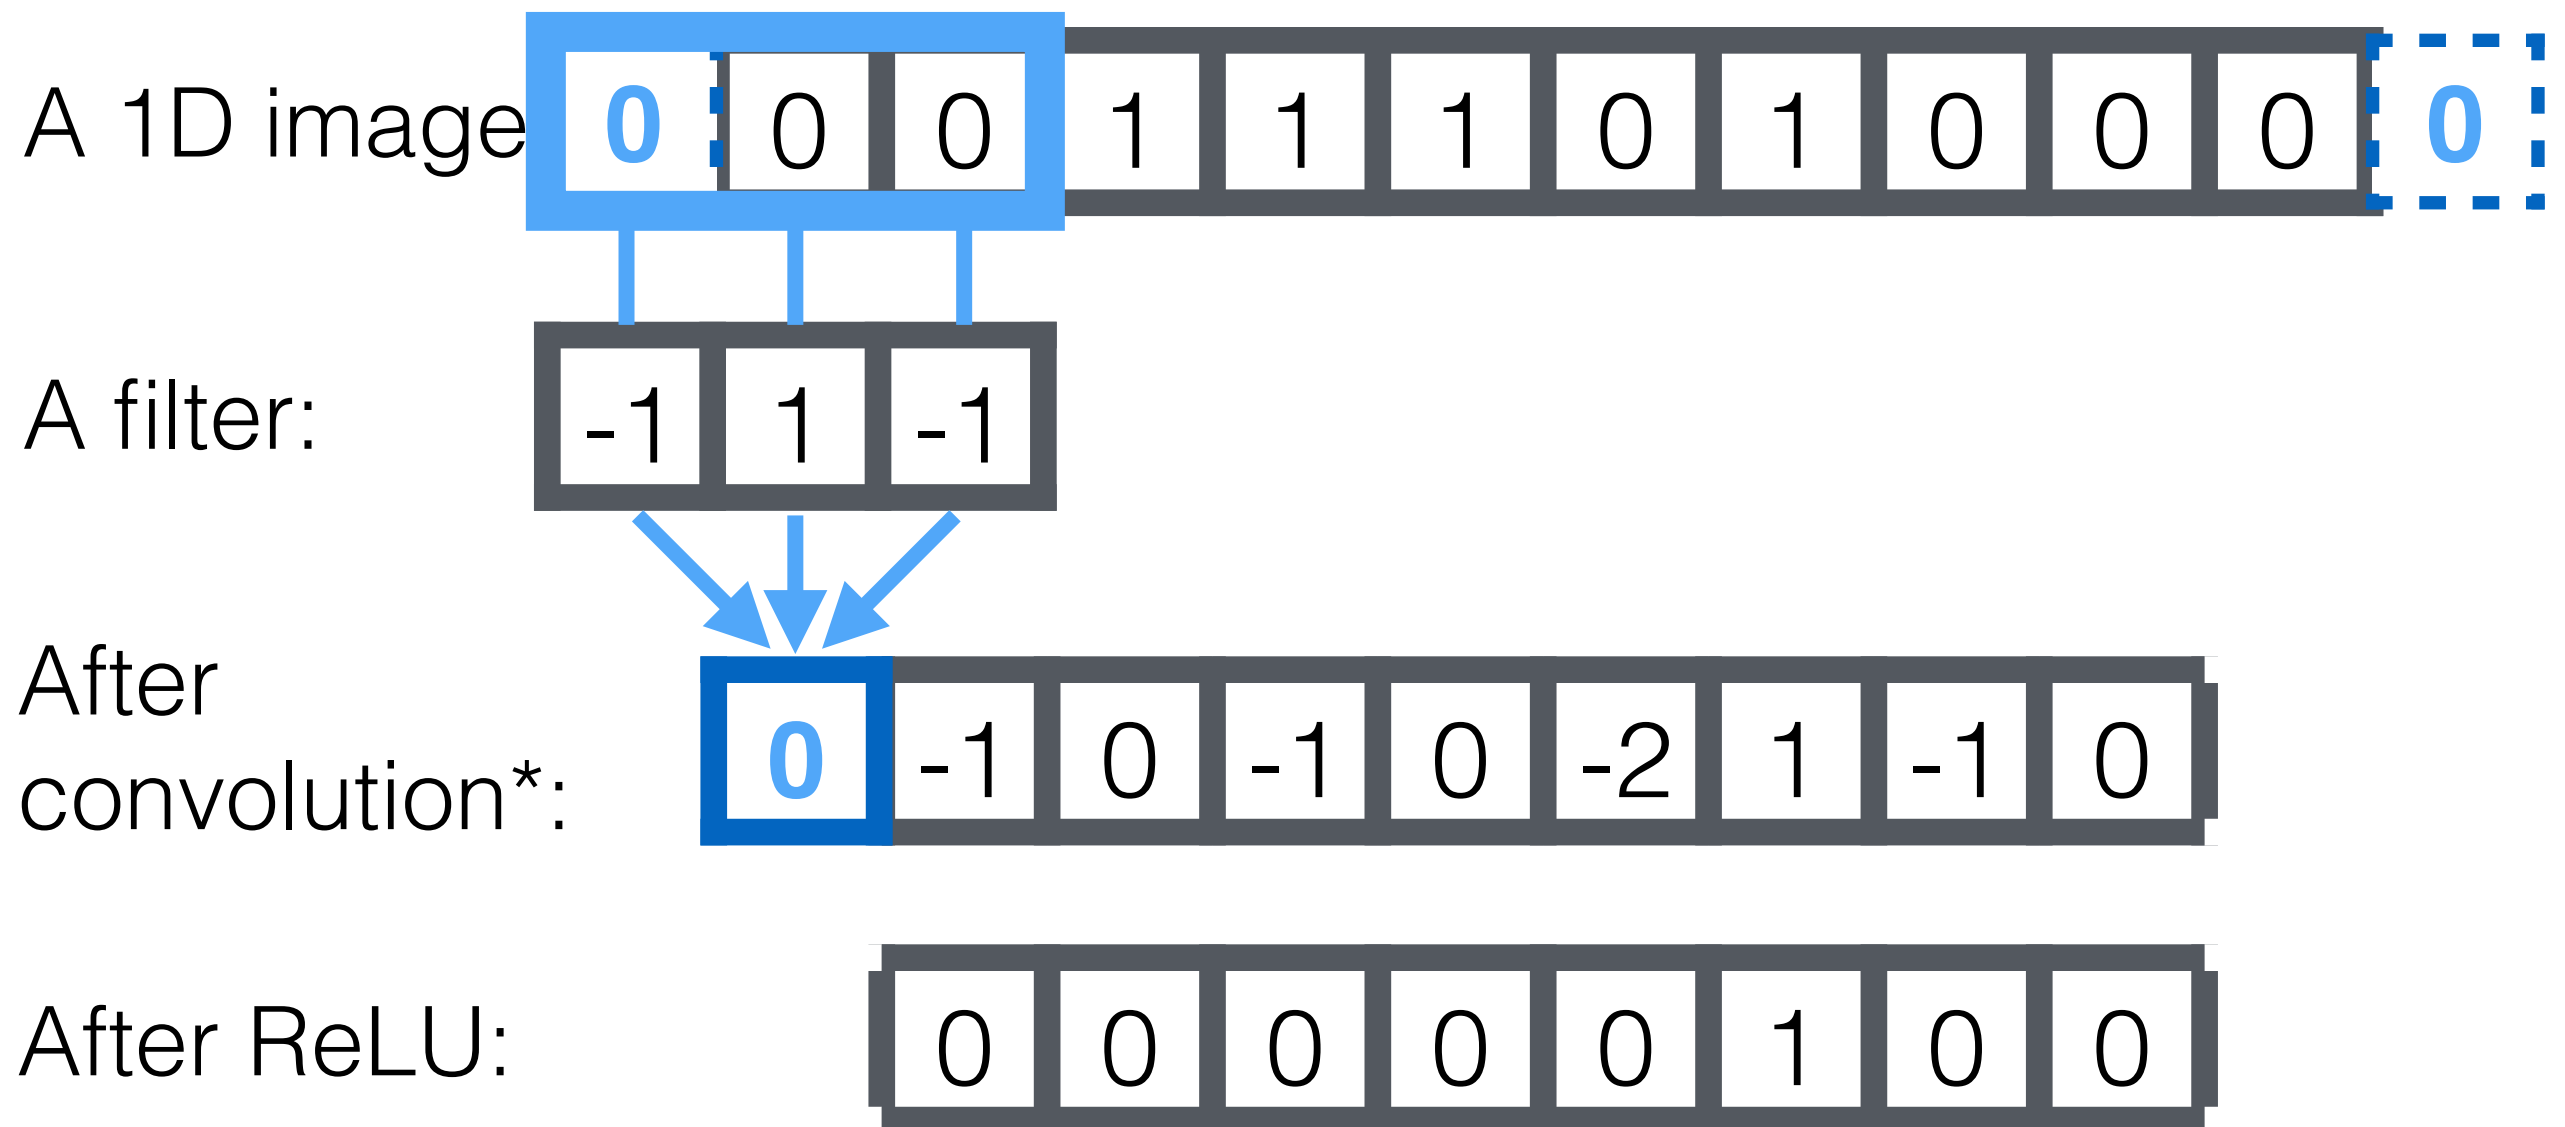 A 1D image 0 0 0 1 1 1 0 1 0 0 0 0
A filter: -1 1 -1
After
convolution*: 0 -1 0 -1 0 -2 1 -1 0
After ReLU: 0 0 0 0 0 1 0 0